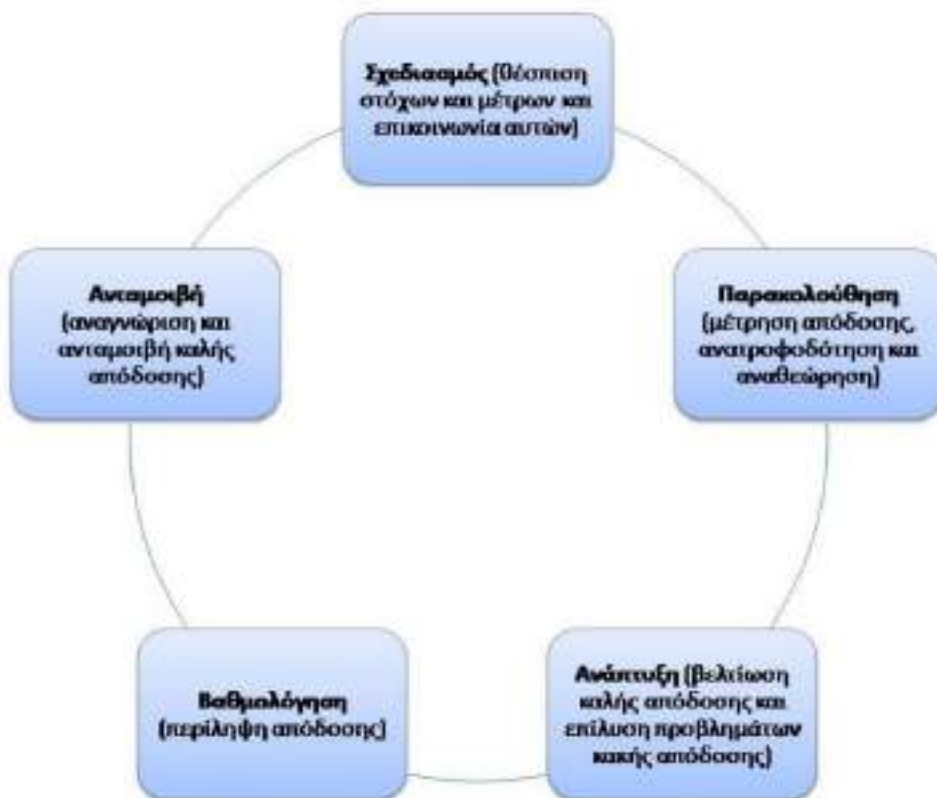 Σχεδιασμός (θέσπιση
στόχων και μέτρων και
επικοινωνία αυτών)
Παρακολούθηση
(μέτρηση απόδοσης,
ανατροφοδότηση και
αναθεώρηση)
Ανάπτυξη (βελτίωση
καλής απόδοσης και
επίλυση προβλημάτων
κακής απόδοσης)
Βαθμολόγηση
(περίληψη απόδοσης)
Ανταμοιβή
(αναγνώριση και
ανταμοιβή καλής
απόδοσης)